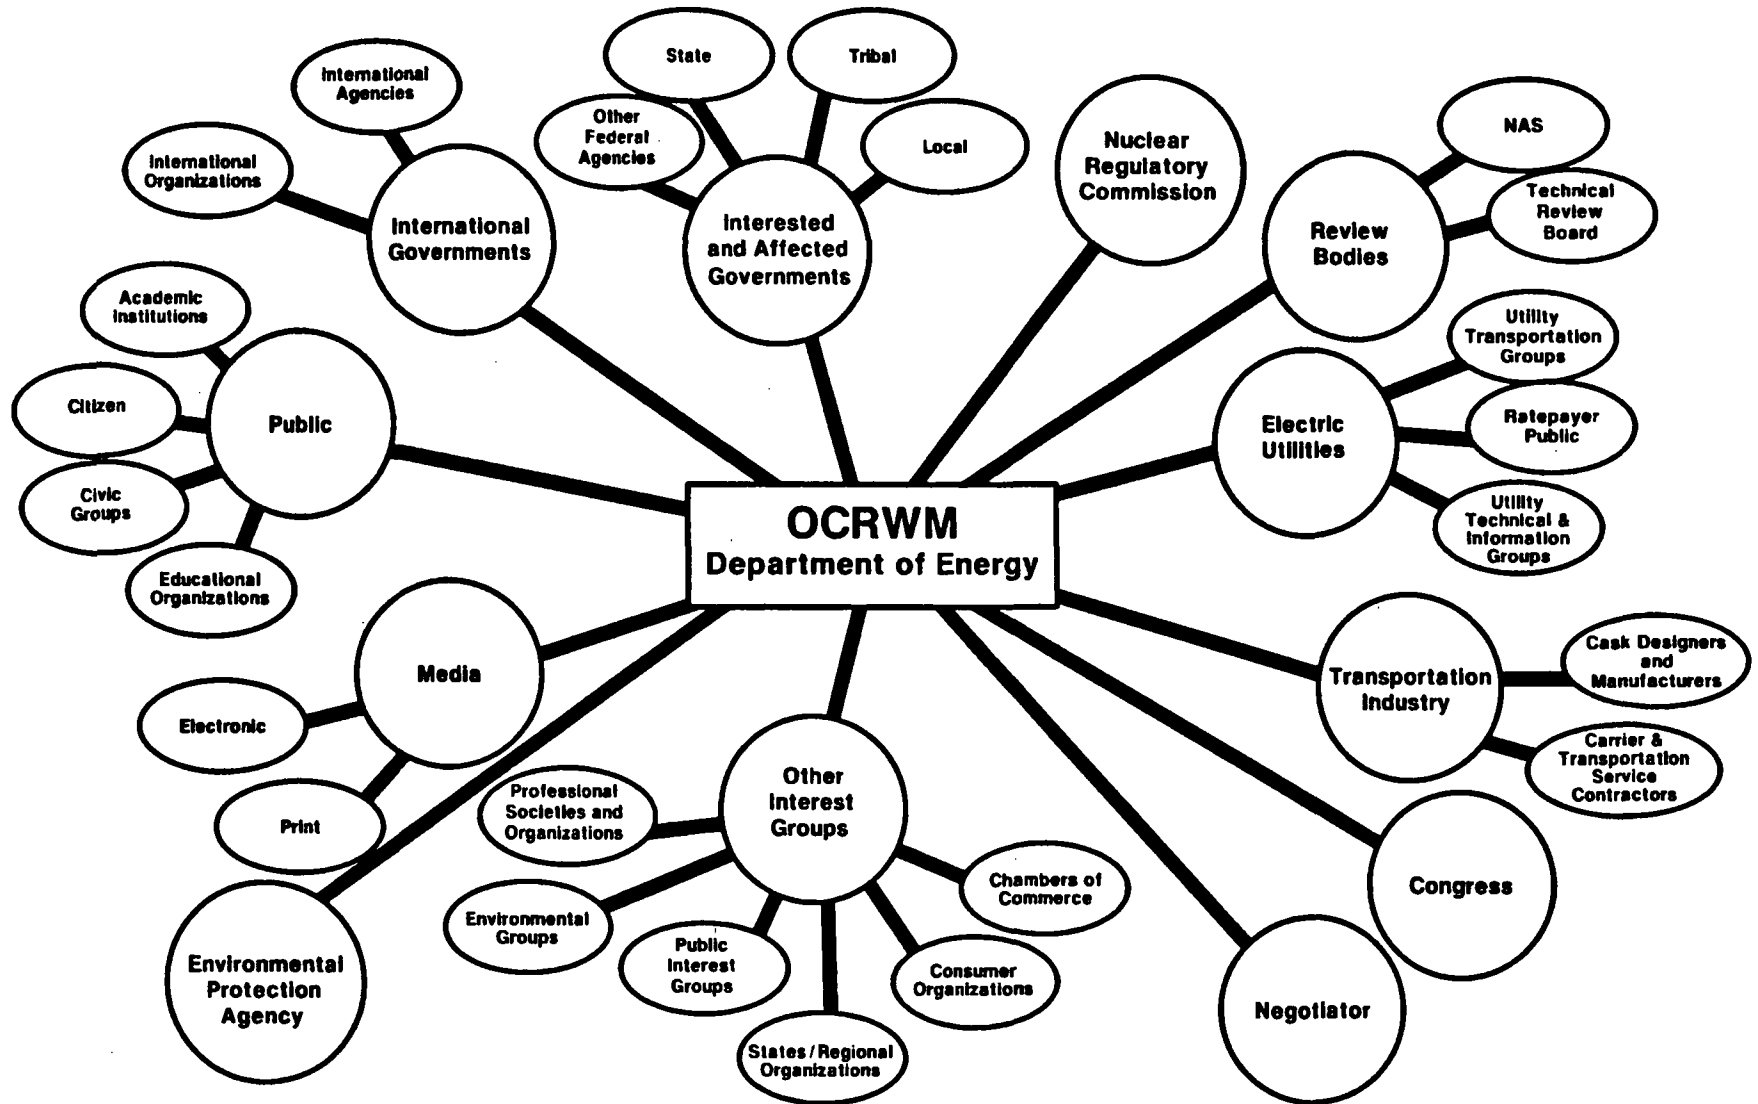 State
Tribal
International
Agencies
Other
Federal
Agencies
Local
International
Organizations
International
Governments
Interested
and Affected
Governments
Nuclear
Regulatory
Commission
Review
Bodies
NAS
Technical
Review
Board
Academic
Institutions
Citizen
Civic
Groups
Educational
Organizations
Public
Electric
Utilities
Utility
Transportation
Groups
Ratepayer
Public
Utility
Technical &
Information
Groups
OCRWM
Department of Energy
Media
Electronic
Print
Environmental
Protection
Agency
Other
Interest
Groups
Professional
Societies and
Organizations
Environmental
Groups
Public
Interest
Groups
States / Regional
Organizations
Consumer
Organizations
Chambers of
Commerce
Transportation
Industry
Cask Designers
and
Manufacturers
Carrier &
Transportation
Service
Contractors
Congress
Negotiator